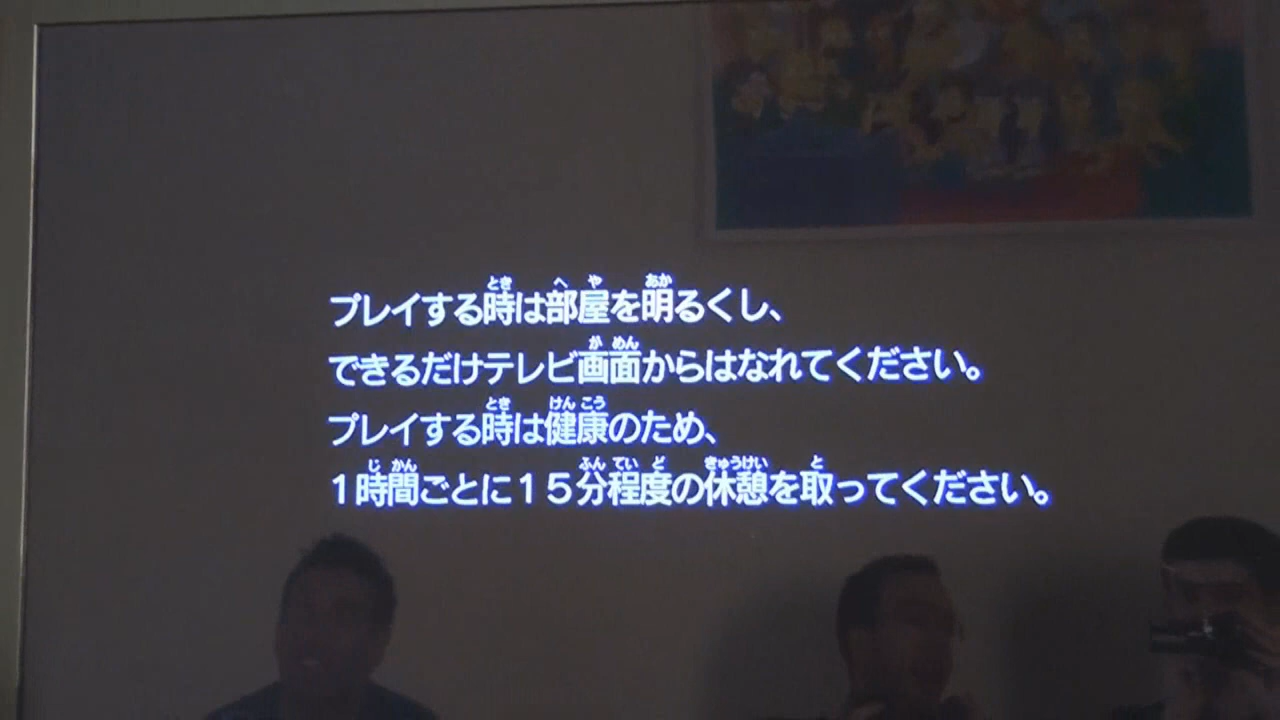 プレイする時は部屋を明るくし、
できるだけテレビ画面からはなれてください。
プレイする時は健康のため、
1時間ごとに15分程度の休憩を取ってください。